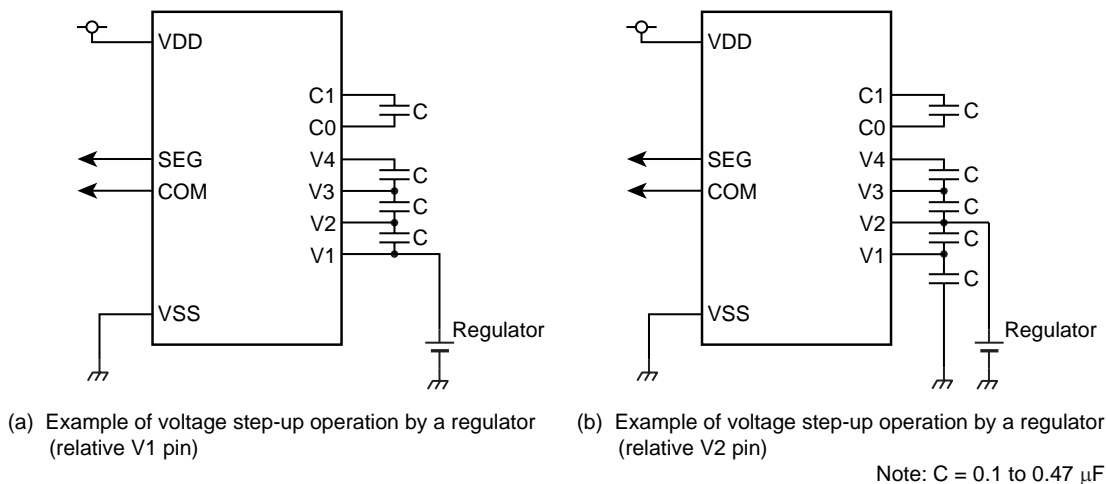 VDD
C1
C
C0
SEG
V4
C
COM
V3
C
V2
C
V1
VSS
Regulator
(a) Example of voltage step-up operation by a regulator
(relative V1 pin)
VDD
C1
C
C0
SEG
V4
C
COM
V3
C
V2
C
V1
C
VSS
Regulator
(b) Example of voltage step-up operation by a regulator
(relative V2 pin)
Note: C = 0.1 to 0.47 μF